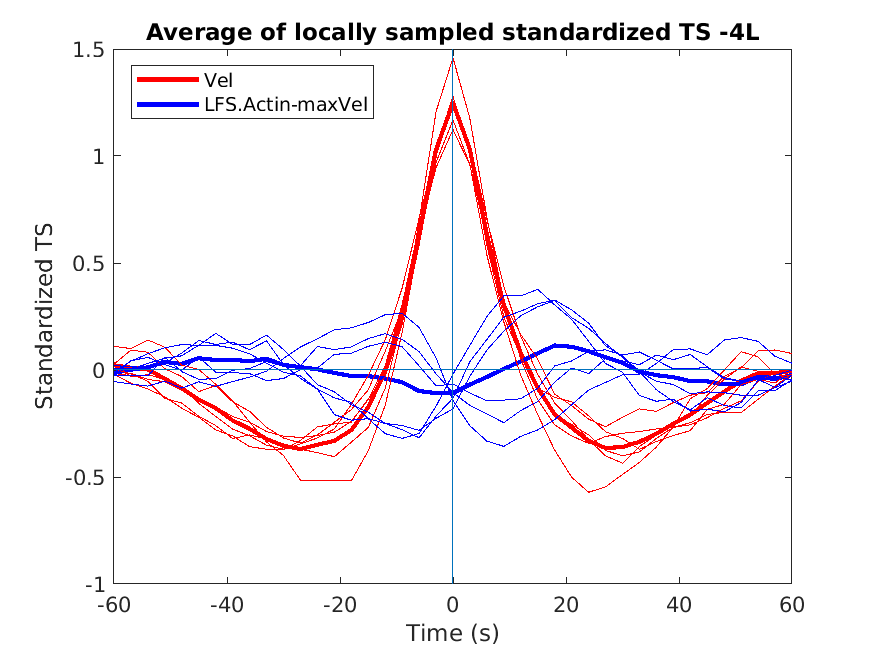 Average of locally sampled standardized TS -4L
Vel
LFS.Actin-maxVel
Standardized TS
1.5
1
0.5
0
-0.5
-1
-60
-40
-20
0
20
40
60
Time (s)